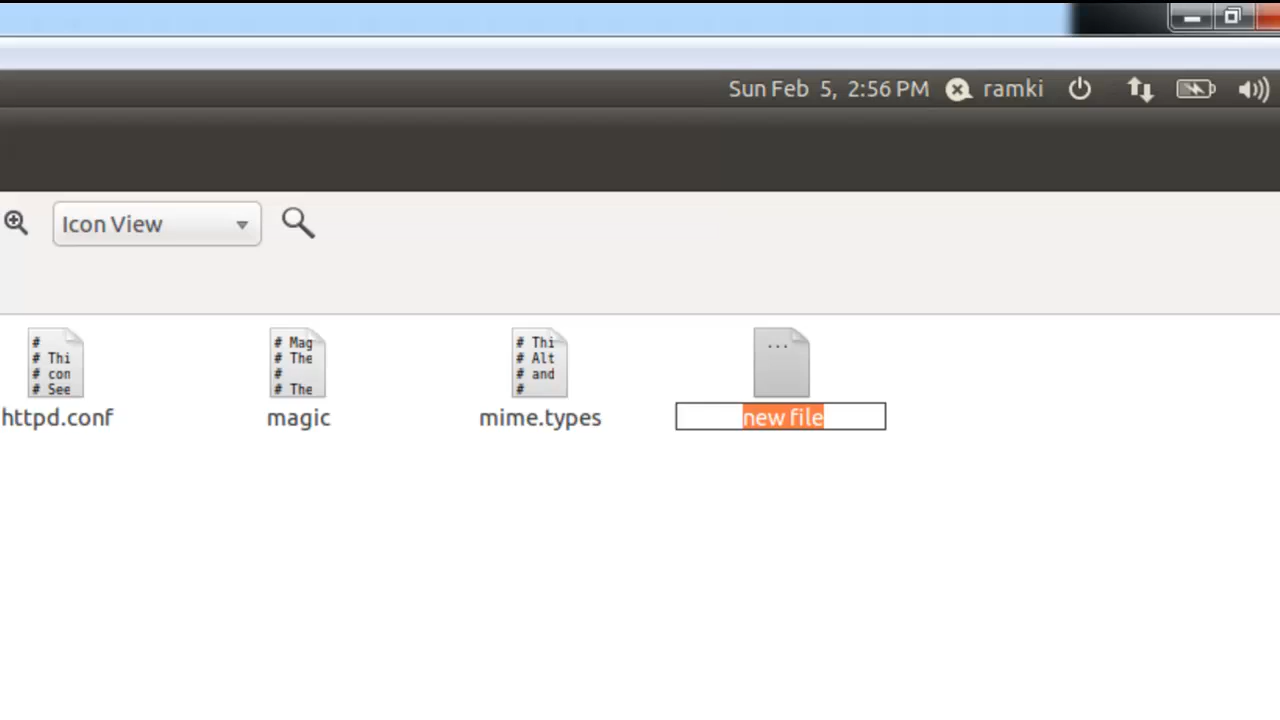 Sun Feb 5, 2:56 PM ramki
Icon View
#
# Thi
# con
# See
httpd.conf
# Mag
# The
#
# The
magic
# Thi
# Alt
# and
#
mime.types
...
new file